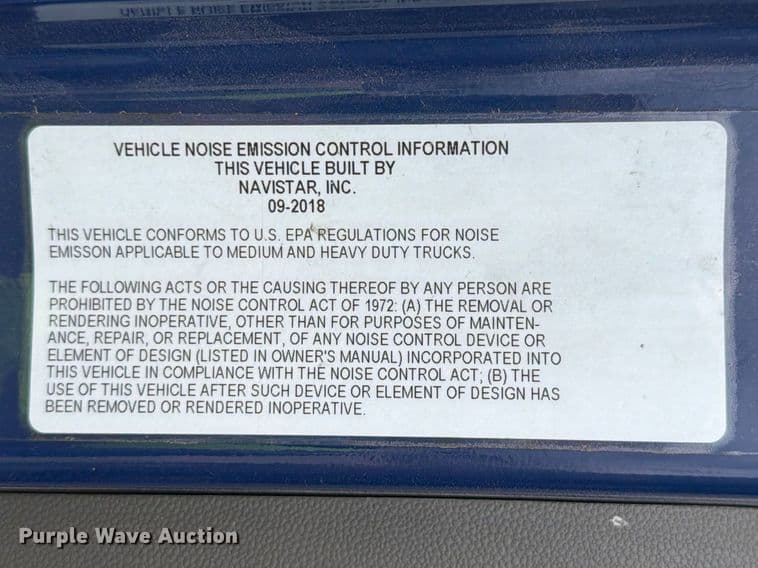 VEHICLE NOISE EMISSION CONTROL INFORMATION
THIS VEHICLE BUILT BY
NAVISTAR, INC.
09-2018
THIS VEHICLE CONFORMS TO U.S. EPA REGULATIONS FOR NOISE
EMISSON APPLICABLE TO MEDIUM AND HEAVY DUTY TRUCKS.
THE FOLLOWING ACTS OR THE CAUSING THEREOF BY ANY PERSON ARE
PROHIBITED BY THE NOISE CONTROL ACT OF 1972: (A) THE REMOVAL OR
RENDERING INOPERATIVE, OTHER THAN FOR PURPOSES OF MAINTEN-
ANCE, REPAIR, OR REPLACEMENT, OF ANY NOISE CONTROL DEVICE OR
ELEMENT OF DESIGN (LISTED IN OWNER'S MANUAL) INCORPORATED INTO
THIS VEHICLE IN COMPLIANCE WITH THE NOISE CONTROL ACT; (B) THE
USE OF THIS VEHICLE AFTER SUCH DEVICE OR ELEMENT OF DESIGN HAS
BEEN REMOVED OR RENDERED INOPERATIVE.
Purple Wave Auction